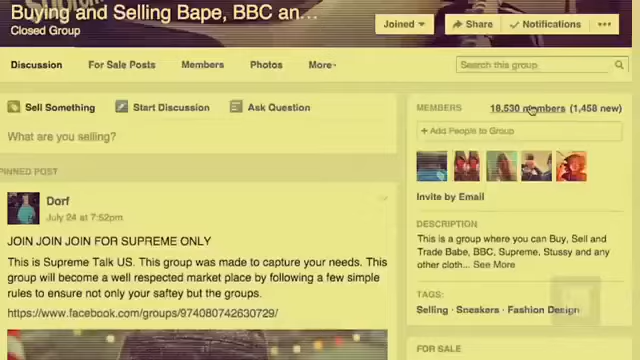 Buying and Selling Bape, BBC an...
Closed Group
Joined
Share
Notifications
Discussion
For Sale Posts
Members
Photos
More
Search this group
Sell Something
Start Discussion
Ask Question
What are you selling?
PINNED POST
Dorf
July 24 at 7:52pm
JOIN JOIN JOIN FOR SUPREME ONLY
This is Supreme Talk US. This group was made to capture your needs. This
group will become a well respected market place by following a few simple
rules to ensure not only your saftey but the groups.
https://www.facebook.com/groups/974080742630729/
MEMBERS
18,530 members (1,458 new)
+ Add People to Group
Invite by Email
DESCRIPTION
This is a group where you can Buy, Sell and
Trade Babe, BBC, Supreme, Stussy and any
other cloth... See More
TAGS:
Selling · Sneakers · Fashion Design
FOR SALE